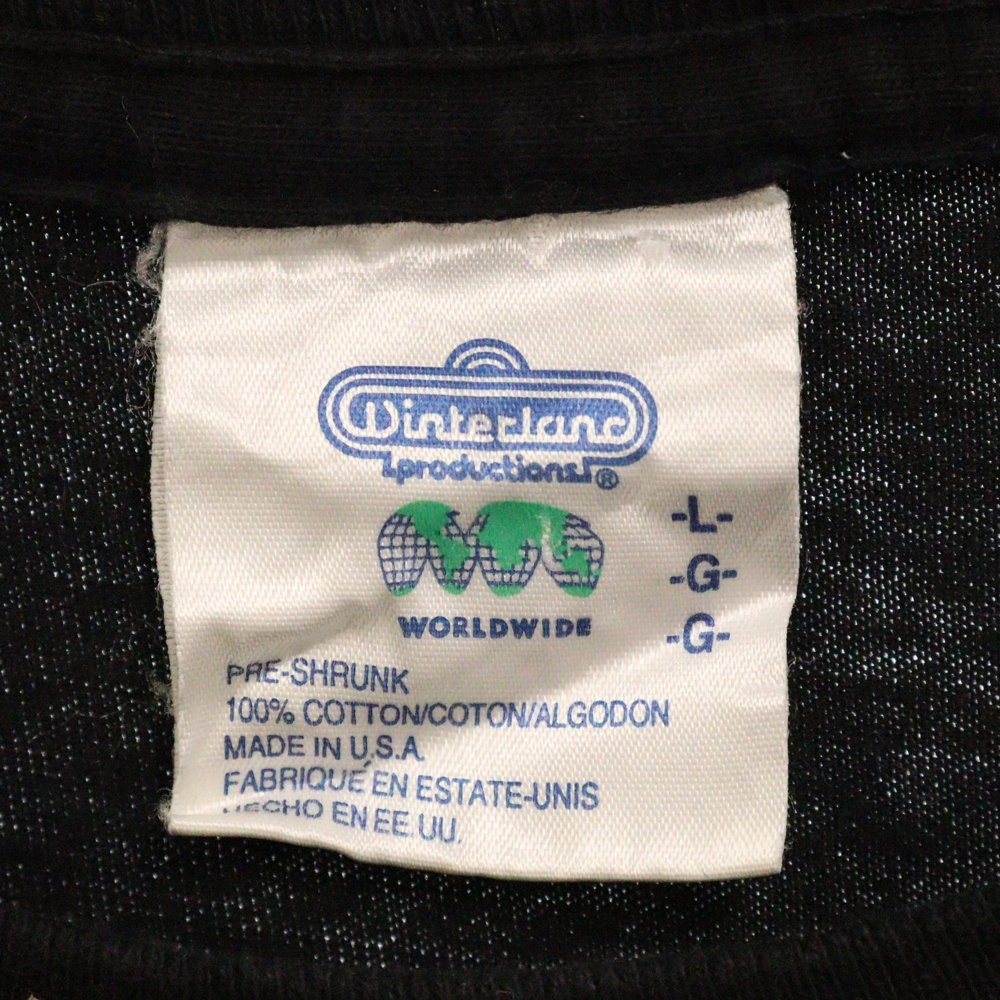 Winterland
productions®
WORLDWIDE
-L-
-G-
-G-
PRE-SHRUNK
100% COTTON/COTON/ALGODON
MADE IN U.S.A
FABRIQUÉ EN ESTATE-UNIS
HECHO EN EE.UU.